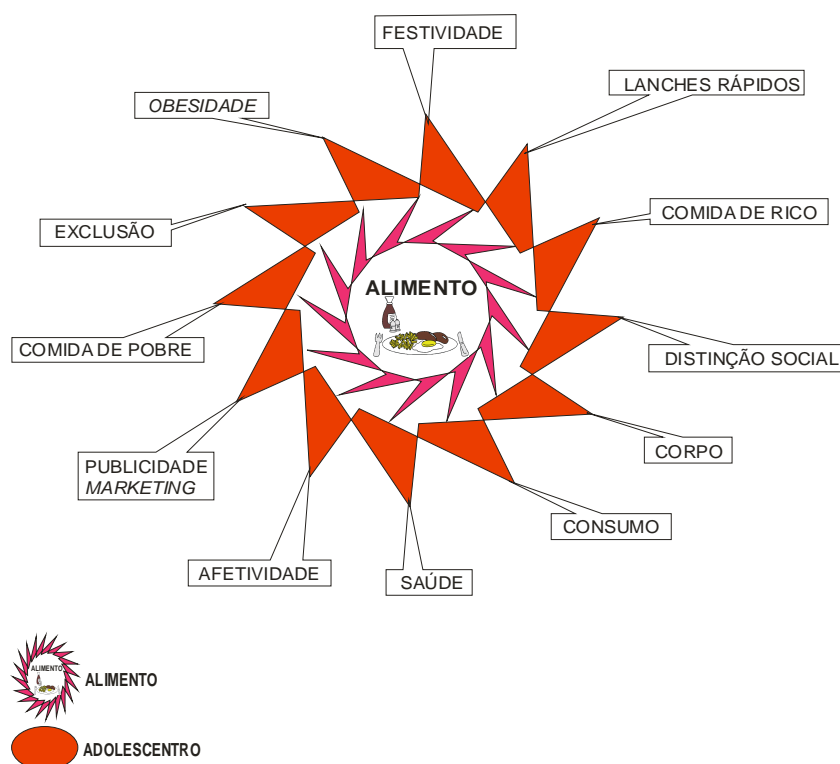 FESTIVIDADE
LANCHES RÁPIDOS
OBESIDADE
COMIDA DE RICO
EXCLUSÃO
ALIMENTO
COMIDA DE POBRE
DISTINÇÃO SOCIAL
CORPO
PUBLICIDADE
MARKETING
CONSUMO
AFETIVIDADE
SAÚDE
ALIMENTO
ALIMENTO
ADOLESCENTRO